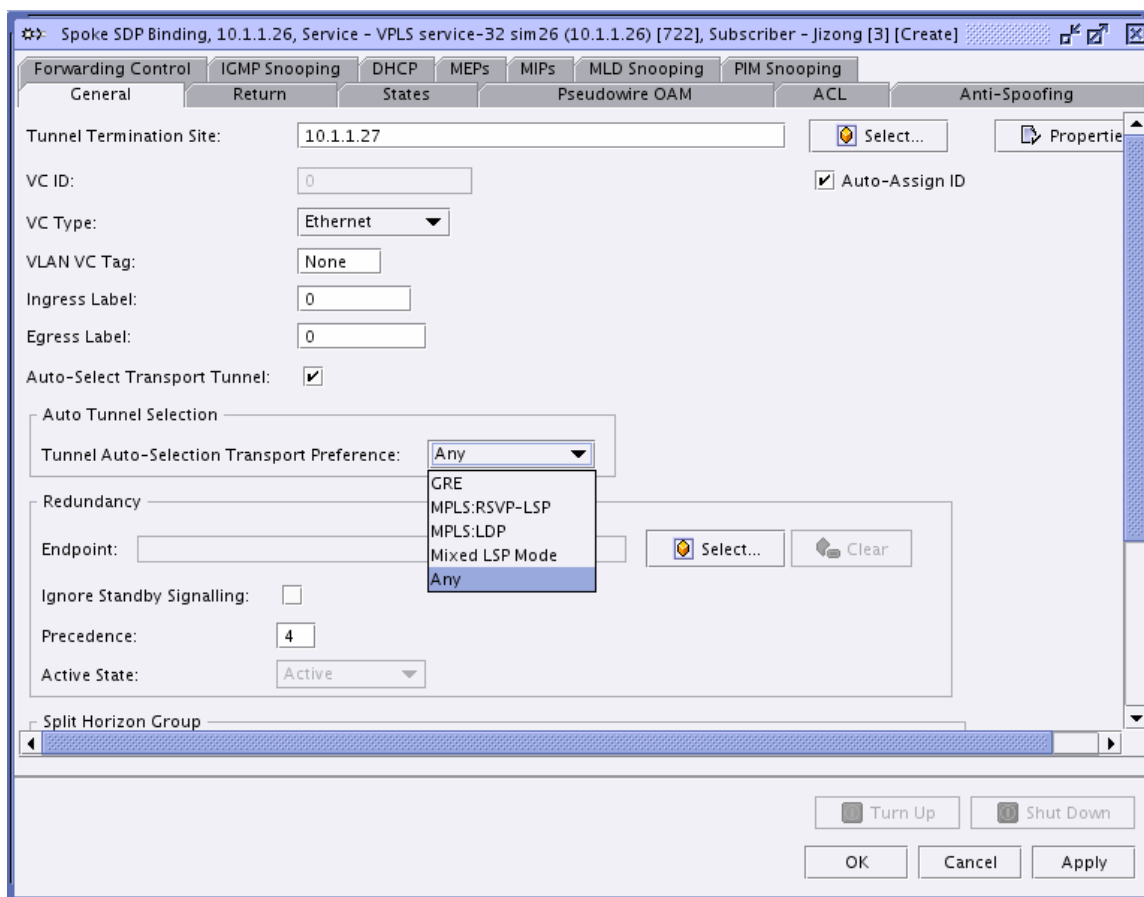 Spoke SDP Binding, 10.1.1.26, Service - VPLS service-32 sim26 (10.1.1.26) [722], Subscriber - Jizong [3] [Create]
Forwarding Control IGMP Snooping DHCP MEPs MIPs MLD Snooping PIM Snooping
General Return States Pseudowire OAM ACL Anti-Spoofing
Tunnel Termination Site: 10.1.1.27 Select... Propertie
VC ID: 0 Auto-Assign ID
VC Type: Ethernet
VLAN VC Tag: None
Ingress Label: 0
Egress Label: 0
Auto-Select Transport Tunnel:
Auto Tunnel Selection
Tunnel Auto-Selection Transport Preference: Any
GRE
MPLS:RSVP-LSP
MPLS:LDP
Mixed LSP Mode
Any
Redundancy
Endpoint: Select... Clear
Ignore Standby Signalling:
Precedence: 4
Active State: Active
Split Horizon Group
Turn Up Shut Down
OK Cancel Apply